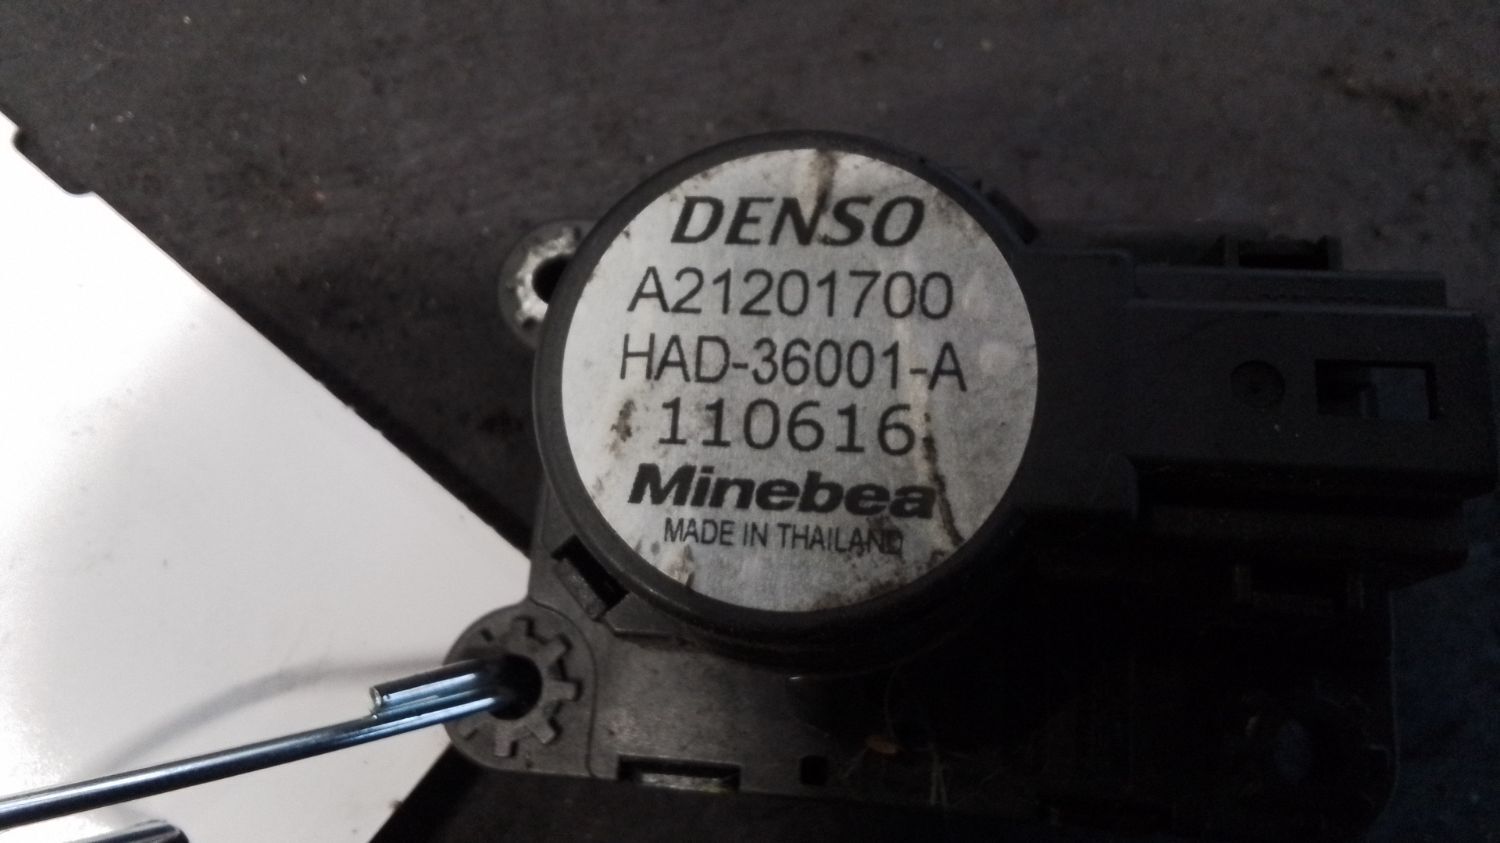 DENSO
A21201700
HAD-36001-A
110616
Minebea
MADE IN THAILAND